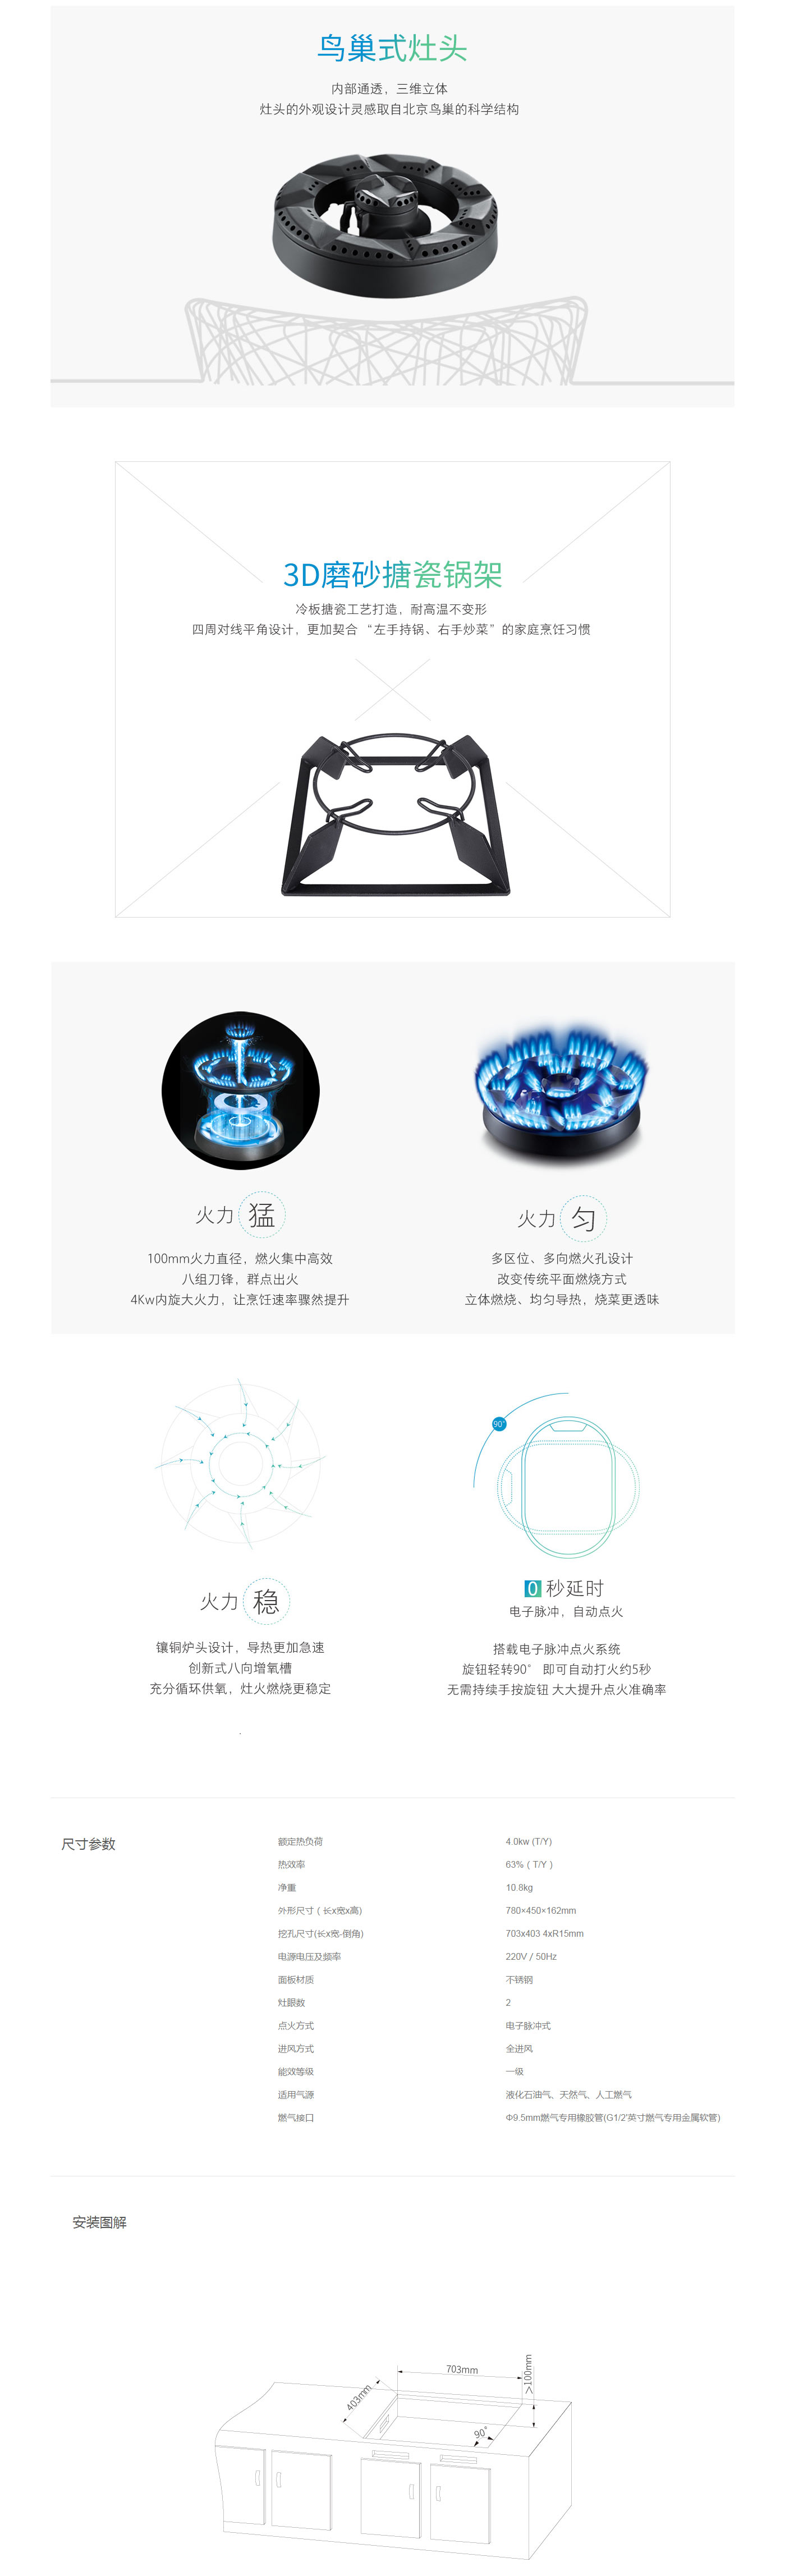 鸟巢式灶头
内部通透，三维立体
灶头的外观设计灵感取自北京鸟巢的科学结构
3D磨砂搪瓷锅架
冷板搪瓷工艺打造，耐高温不变形
四周对线平角设计，更加契合 “左手持锅、右手炒菜” 的家庭烹饪习惯
火力 猛
100mm火力直径，燃火集中高效
八组刀锋，群点出火
4Kw内旋大火力，让烹饪速率骤然提升
火力 匀
多区位、多向燃火孔设计
改变传统平面燃烧方式
立体燃烧、均匀导热，烧菜更透味
90°
火力 稳
镶铜炉头设计，导热更加急速
创新式八向增氧槽
充分循环供氧，灶火燃烧更稳定
0 秒延时
电子脉冲，自动点火
搭载电子脉冲点火系统
旋钮轻转90° 即可自动打火约5秒
无需持续手按旋钮 大大提升点火准确率
尺寸参数
额定热负荷 4.0kw (T/Y)
热效率 63% ( T/Y )
净重 10.8kg
外形尺寸 ( 长x宽x高) 780×450×162mm
挖孔尺寸(长x宽-倒角) 703x403 4xR15mm
电源电压及频率 220V / 50Hz
面板材质 不锈钢
灶眼数 2
点火方式 电子脉冲式
进风方式 全进风
能效等级 一级
适用气源 液化石油气、天然气、人工燃气
燃气接口 Φ9.5mm燃气专用橡胶管(G1/2'英寸燃气专用金属软管)
安装图解
703mm
>100mm
403mm
90°